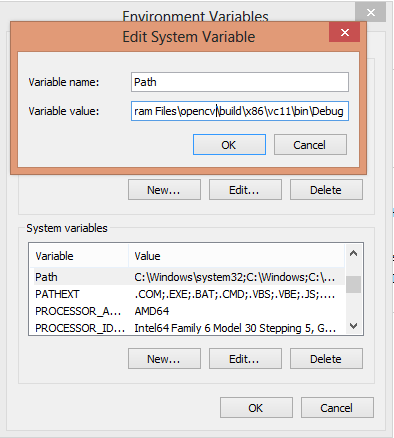 Environment Variables
Edit System Variable
Variable name: Path
Variable value: ram Files\opencv\build\x86\vc11\bin\Debug
OK Cancel
New... Edit... Delete
System variables
Variable Value
Path C:\Windows\system32;C:\Windows;C:\...
PATHEXT .COM;.EXE;.BAT;.CMD;.VBS;.VBE;.JS;....
PROCESSOR_A... AMD64
PROCESSOR_ID... Intel64 Family 6 Model 30 Stepping 5, G...
New... Edit... Delete
OK Cancel